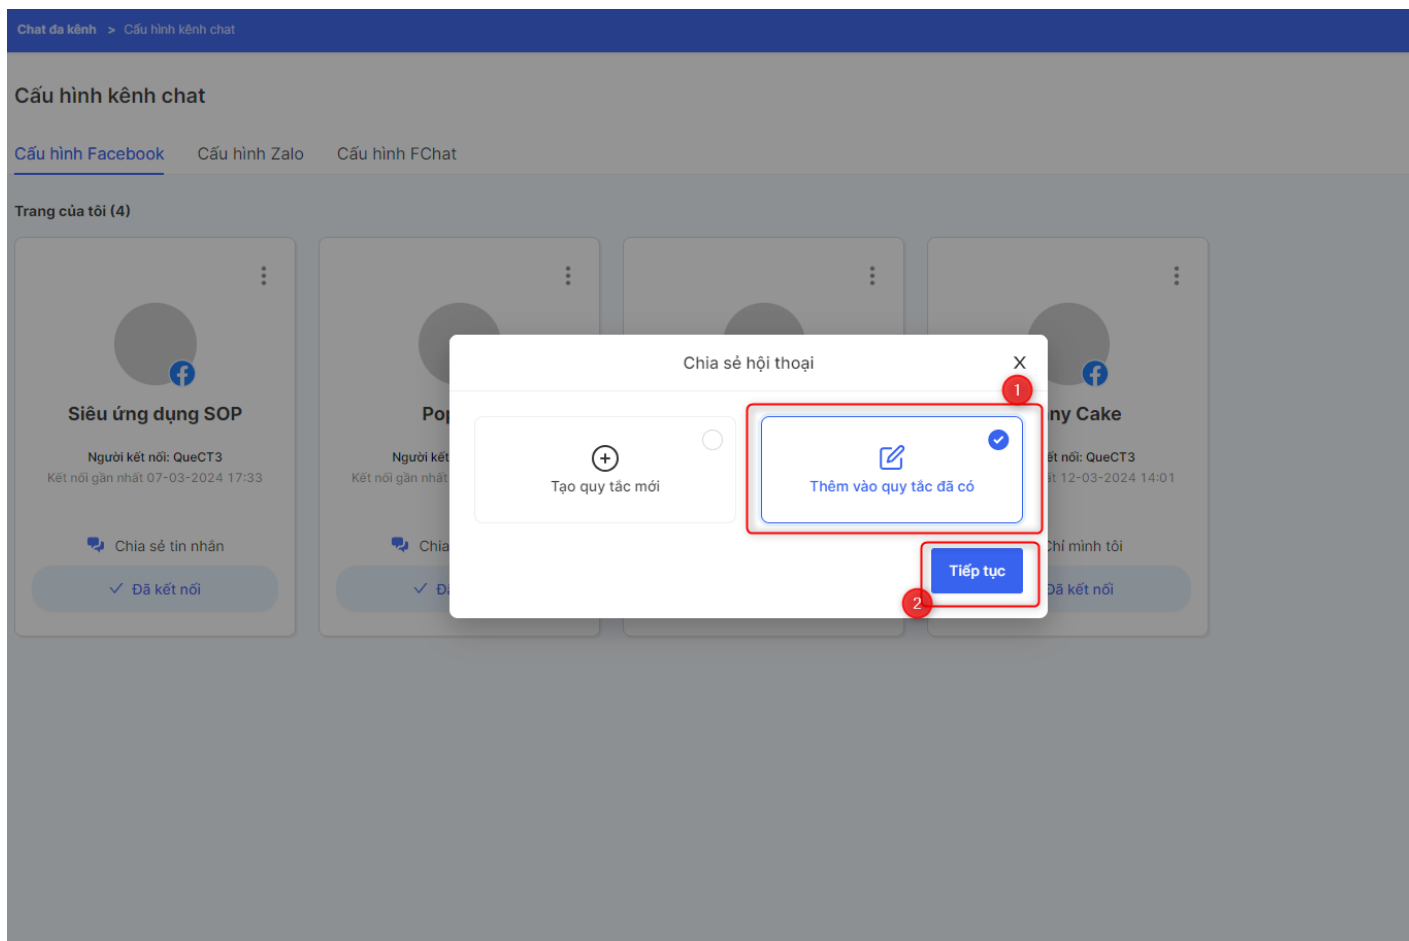 Chat đa kênh > Cấu hình kênh chat
Cấu hình kênh chat
Cấu hình Facebook Cấu hình Zalo Cấu hình FChat
Trang của tôi (4)
Siêu ứng dụng SOP
Người kết nối: QueCT3
Kết nối gần nhất 07-03-2024 17:33
Chia sẻ tin nhắn
Đã kết nối
Pop
Người kết
Kết nối gần nhất
Chia
Chia sẻ hội thoại X
1
Tạo quy tắc mới
Thêm vào quy tắc đã có
Tiếp tục
2
ny Cake
ết nối: QueCT3
12-03-2024 14:01
Chỉ mình tôi
Đã kết nối